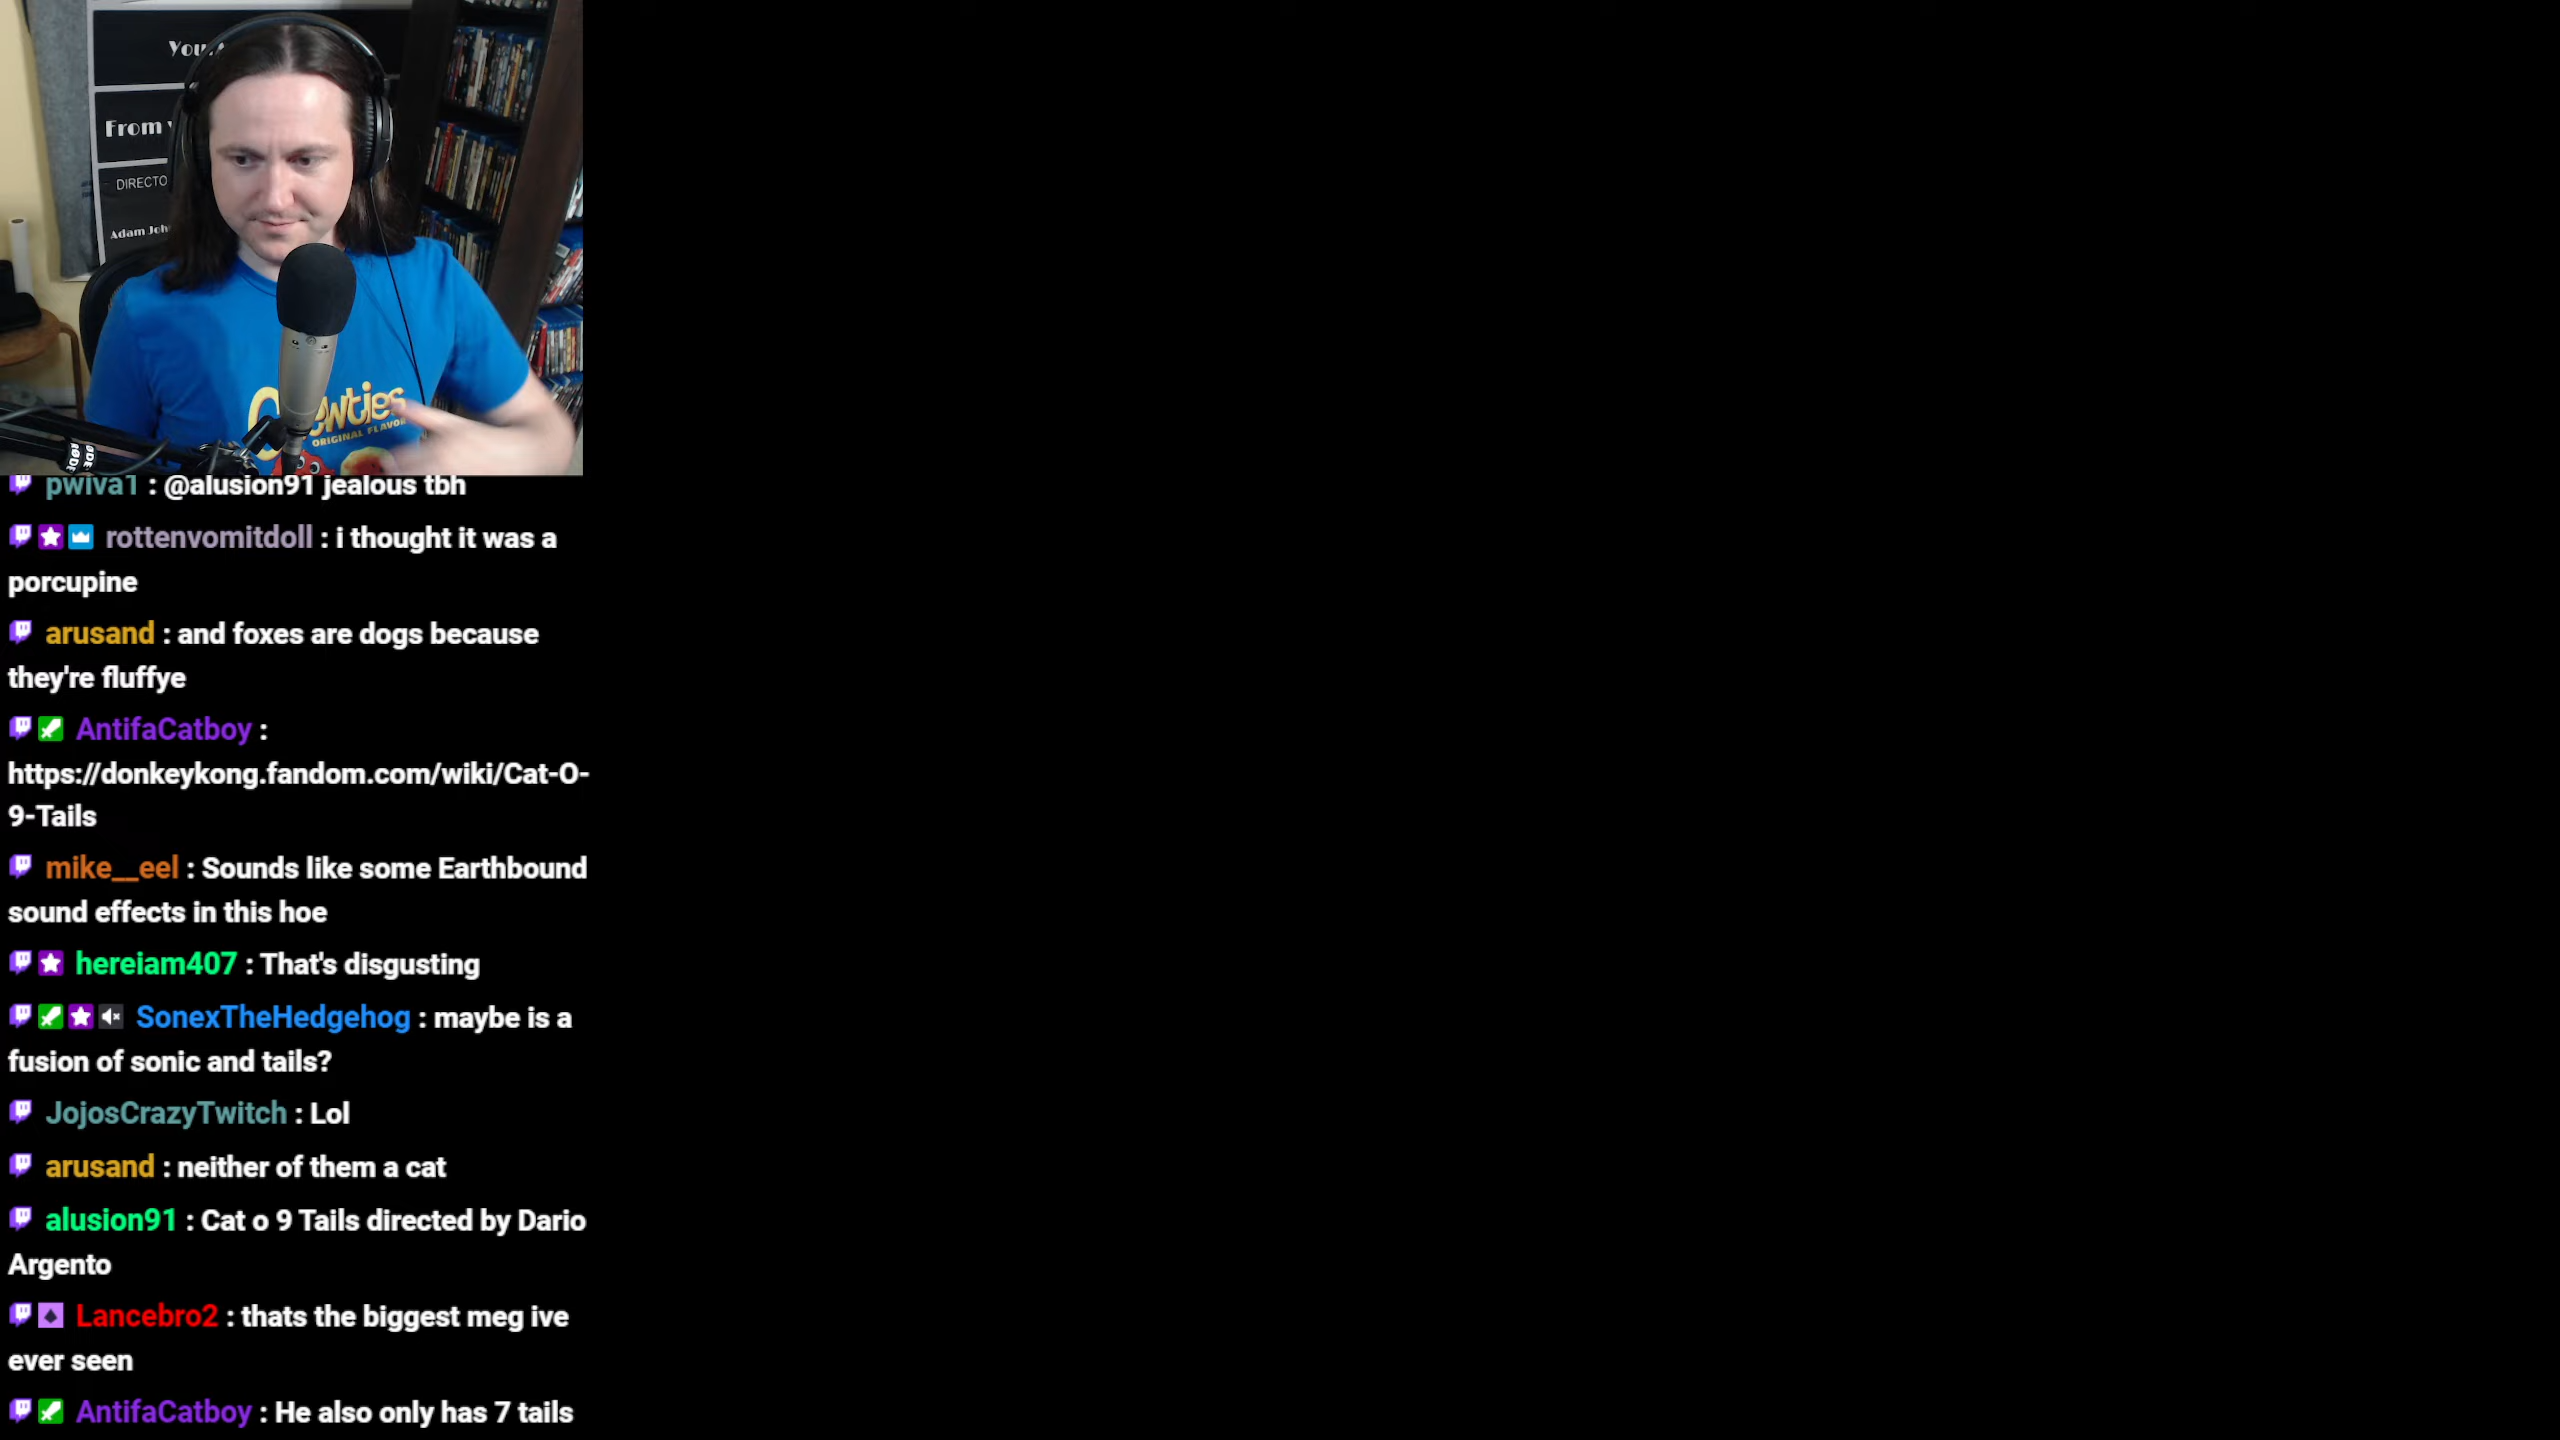 You
From
DIRECTO
Adam Joh
ORIGINAL FLAVOR
RØDE
pwiva1 : @alusion91 jealous tbh
rottenvomitdoll : i thought it was a
porcupine
arusand : and foxes are dogs because
they're fluffye
AntifaCatboy :
https://donkeykong.fandom.com/wiki/Cat-O-
9-Tails
mike__eel : Sounds like some Earthbound
sound effects in this hoe
hereiam407 : That's disgusting
SonexTheHedgehog : maybe is a
fusion of sonic and tails?
JojosCrazyTwitch : Lol
arusand : neither of them a cat
alusion91 : Cat o 9 Tails directed by Dario
Argento
Lancebro2 : thats the biggest meg ive
ever seen
AntifaCatboy : He also only has 7 tails